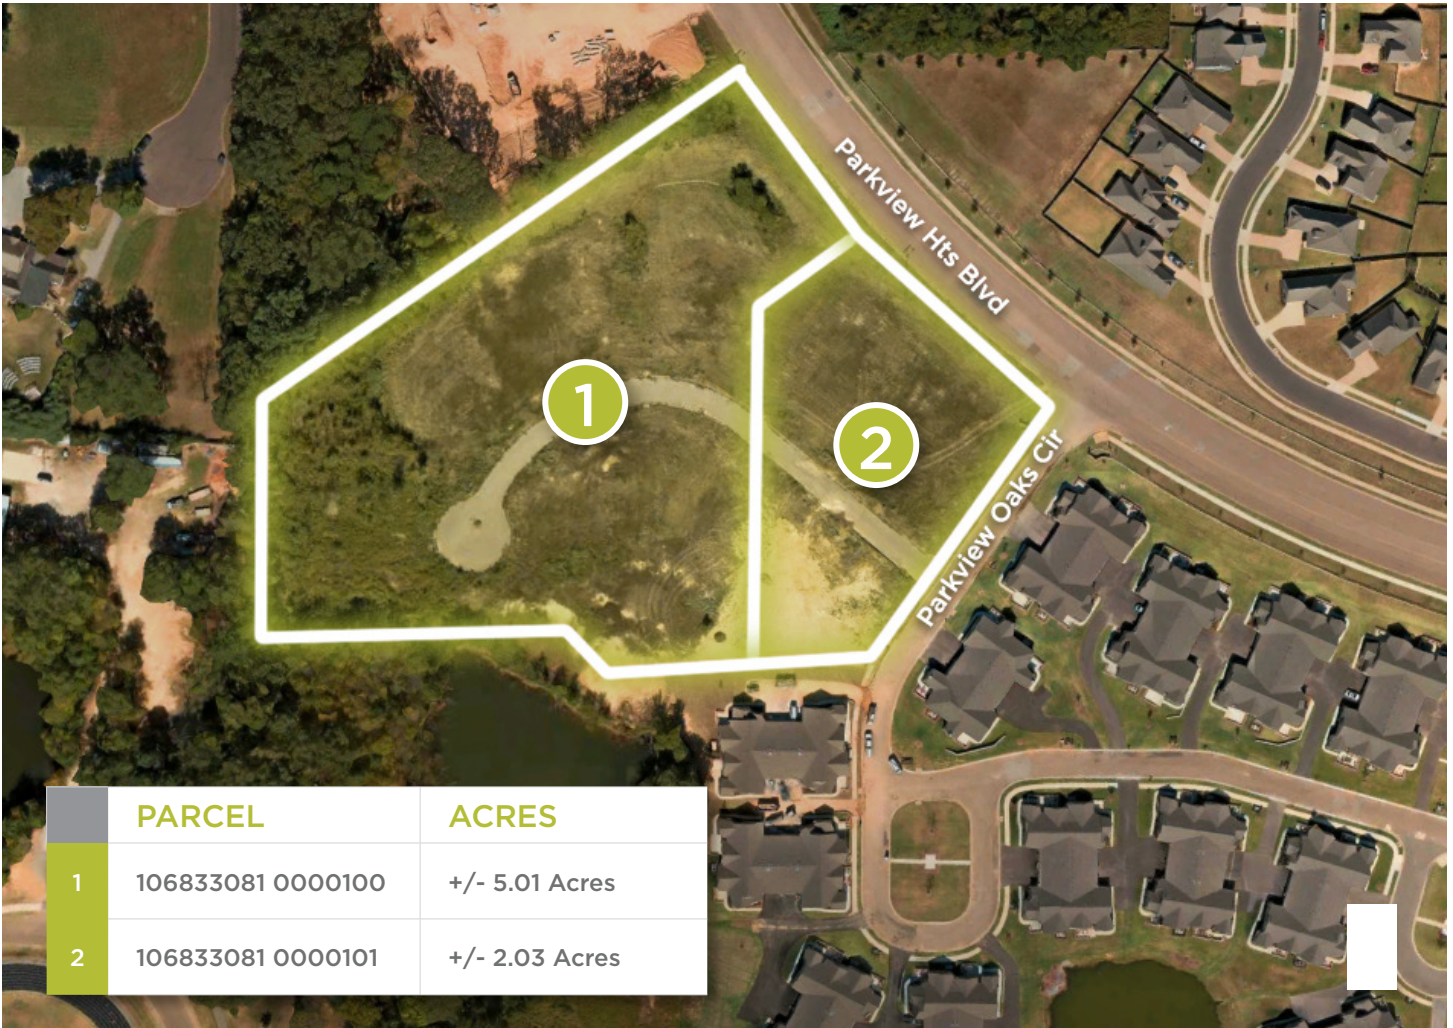 Parkview Hts Blvd
1
2
Parkview Oaks Cir
PARCEL ACRES
1 106833081 0000100 +/- 5.01 Acres
2 106833081 0000101 +/- 2.03 Acres